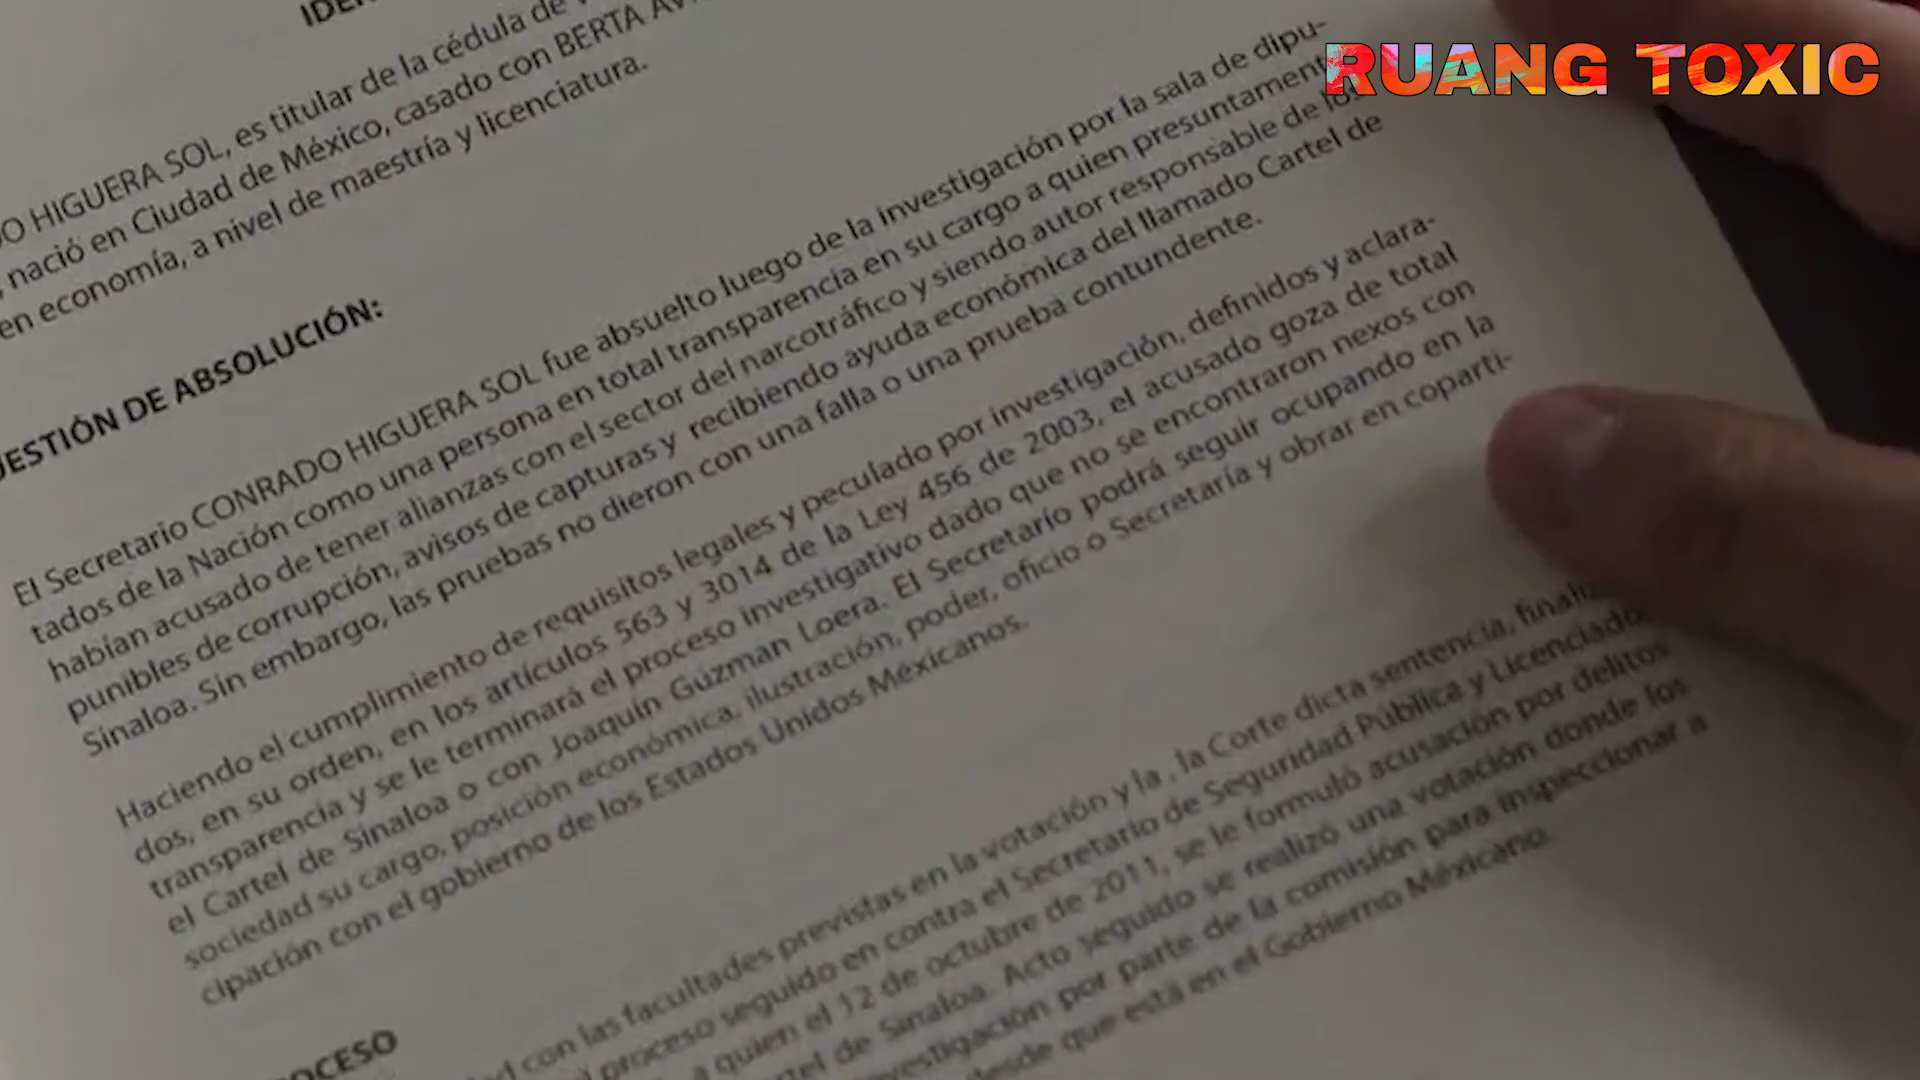 RUANG TOXIC
HIGUERA SOL, es titular de la cédula de
nació en Ciudad de México, casado con BERTA
en economía, a nivel de maestría y licenciatura.
DE ABSOLUCIÓN:
El Secretario CONRADO HIGUERA SOL fue absuelto luego de la investigación por la sala de dipu-
tados de la Nación como una persona en total transparencia en su cargo a quien presuntament
habían acusado de tener alianzas con el sector del narcotráfico y siendo autor responsable de los
punibles de corrupción, avisos de capturas y recibiendo ayuda económica del llamado Cartel de
Sinaloa. Sin embargo, las pruebas no dieron con una falla o una prueba contundente.
Haciendo el cumplimiento de requisitos legales y peculado por investigación, definidos y aclara-
dos, en su orden, en los artículos 563 y 3014 de la Ley 456 de 2003, el acusado goza de total
transparencia y se le terminará el proceso investigativo dado que no se encontraron nexos con
el Cartel de Sinaloa o con Joaquín Guzmán Loera. El Secretario podrá seguir ocupando en la
sociedad su cargo, posición económica, ilustración, poder, oficio o Secretaría y obrar en coparti-
cipación con el gobierno de los Estados Unidos Mexicanos.
con las facultades previstas en la votación y la , la Corte dicta sentencia,
proceso seguido en contra el Secretario de Seguridad Pública y Licenciado
a quien el 12 de octubre de 2011, se le formuló acusación por delitos
de Sinaloa. Acto seguido se realizó una votación donde los
por parte de la comisión para inspeccionar a
desde que está en el Gobierno Mexicano.